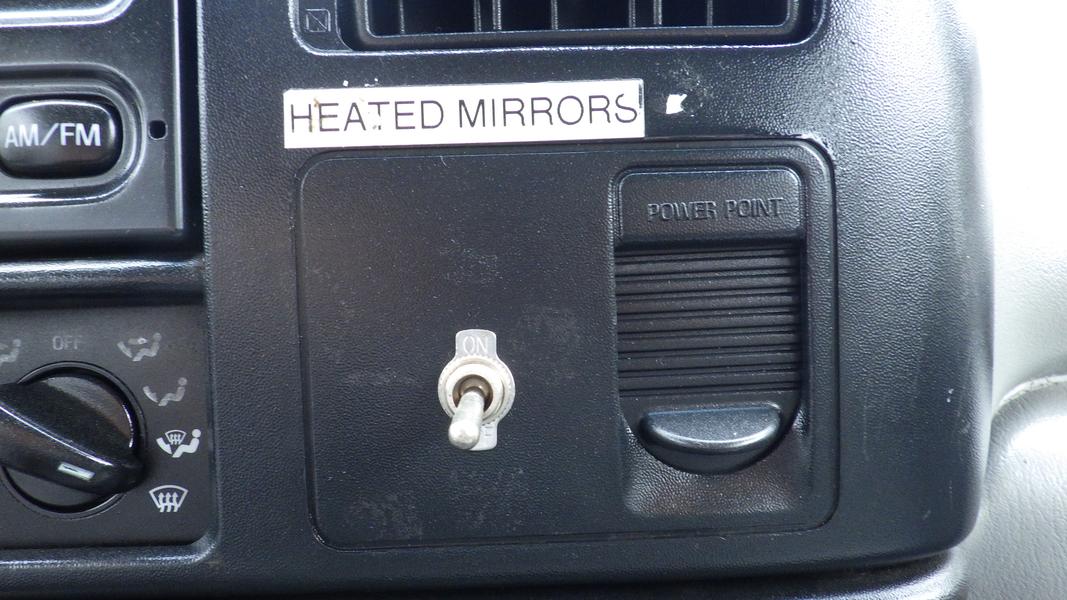 HEATED MIRRORS
AM/FM
POWER POINT
OFF
ON